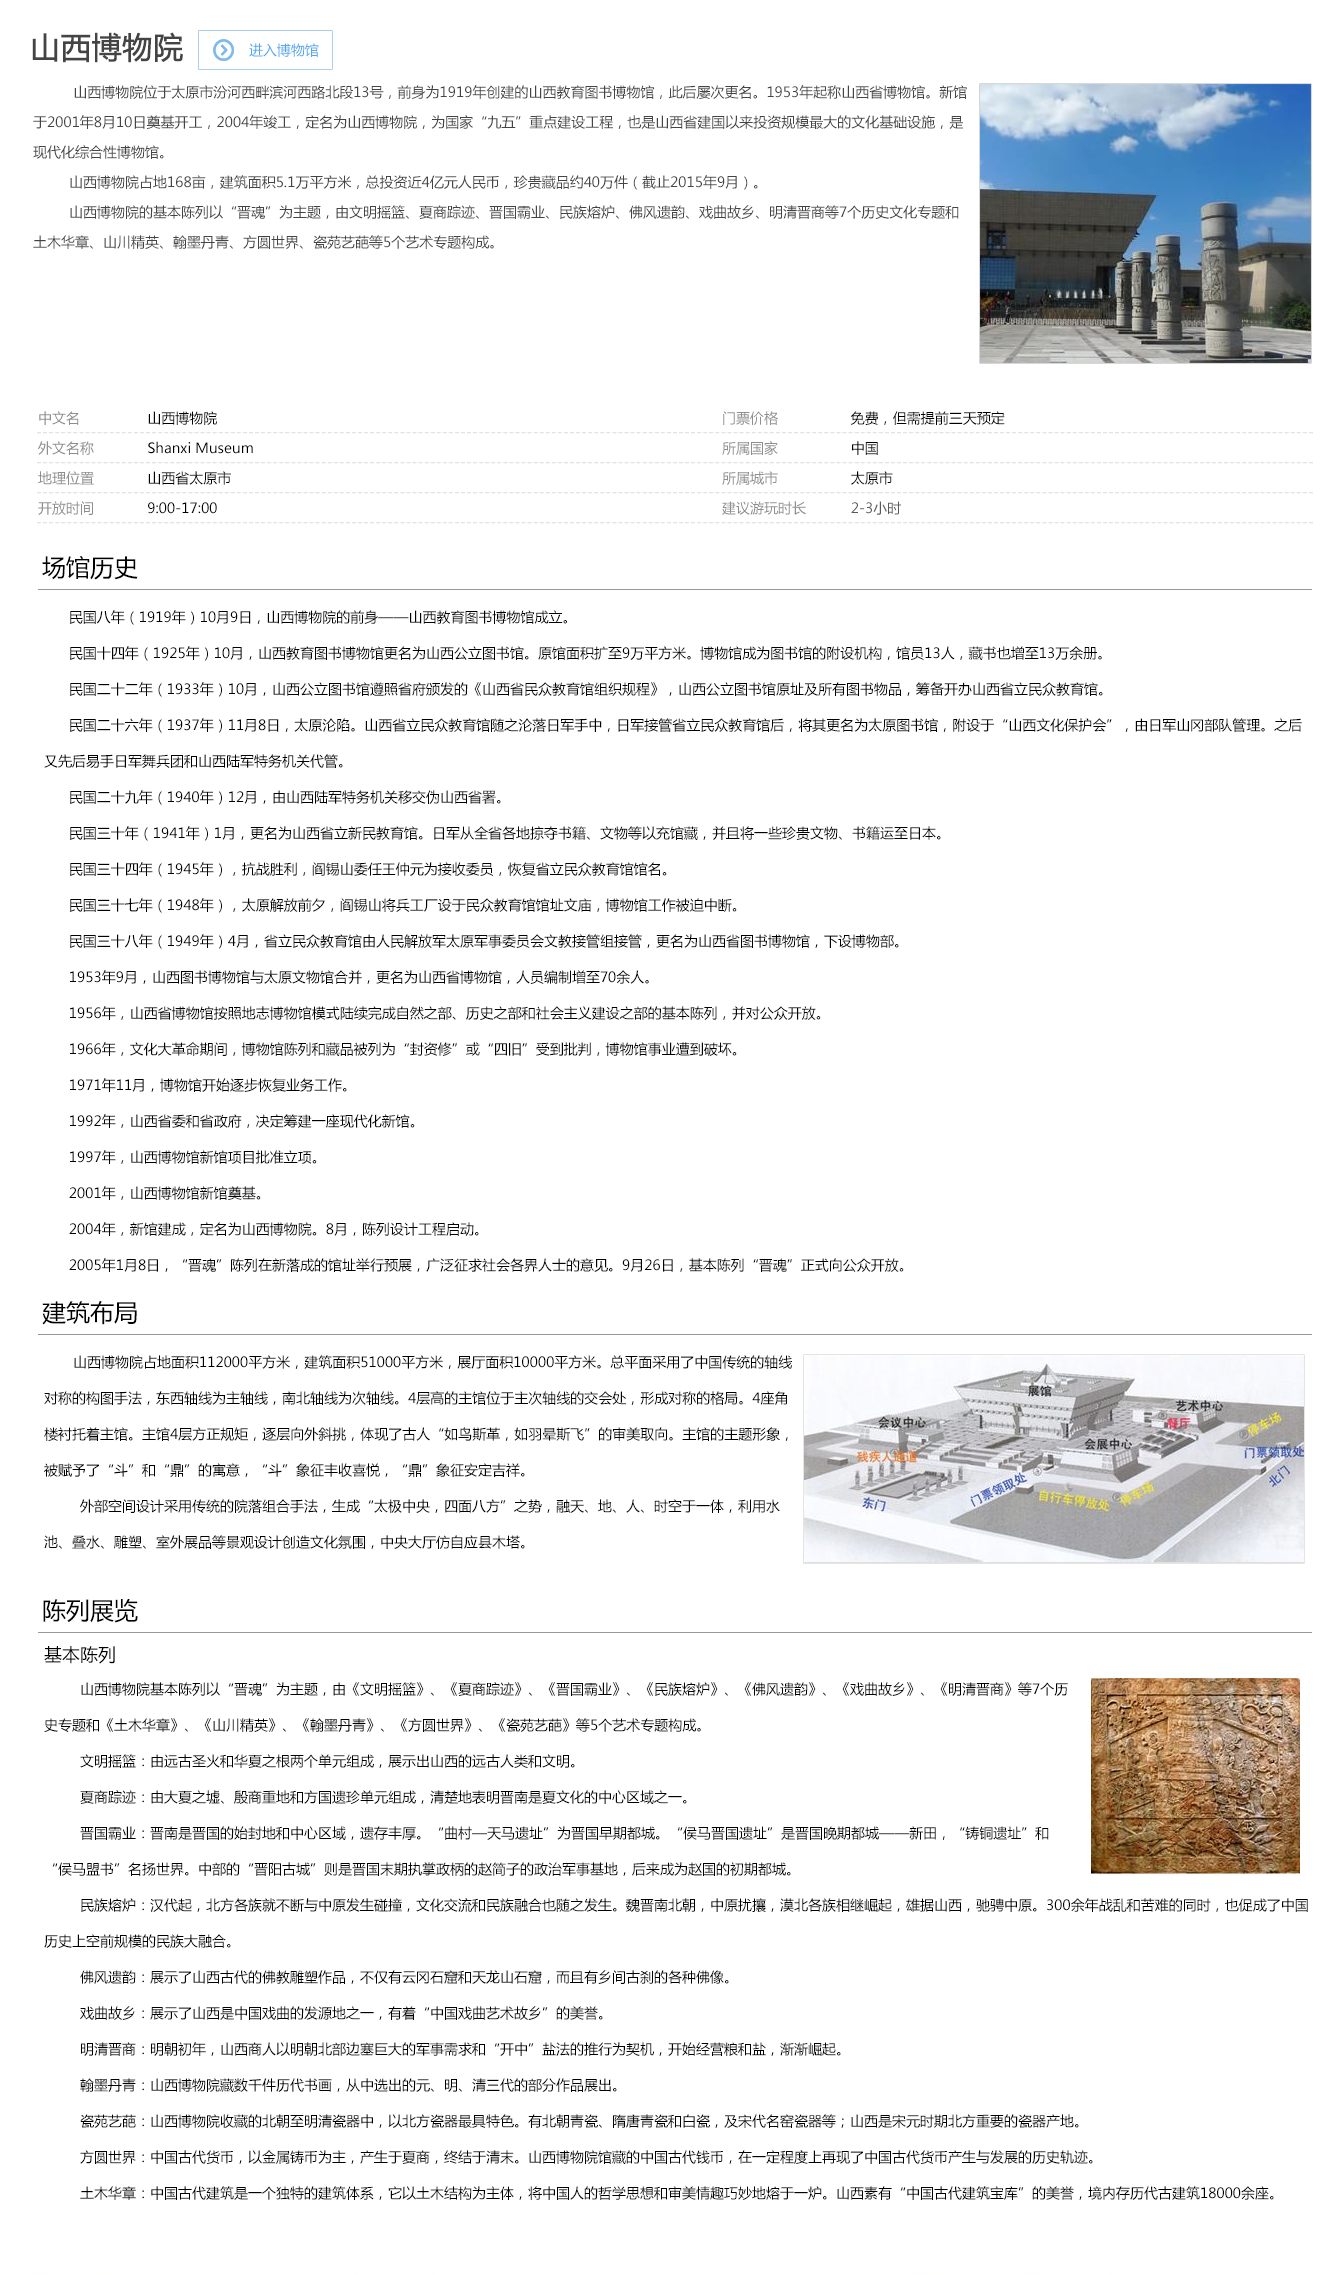 山西博物院
进入博物馆
山西博物院位于太原市汾河西畔滨河西路北段13号，前身为1919年创建的山西教育图书博物馆，此后屡次更名。1953年起称山西省博物馆。新馆
于2001年8月10日奠基开工，2004年竣工，定名为山西博物院，为国家“九五”重点建设工程，也是山西省建国以来投资规模最大的文化基础设施，是
现代化综合性博物馆。
山西博物院占地168亩，建筑面积5.1万平方米，总投资近4亿元人民币，珍贵藏品约40万件（截止2015年9月）。
山西博物院的基本陈列以“晋魂”为主题，由文明摇篮、夏商踪迹、晋国霸业、民族熔炉、佛风遗韵、戏曲故乡、明清晋商等7个历史文化专题和
土木华章、山川精英、翰墨丹青、方圆世界、瓷苑艺葩等5个艺术专题构成。
中文名 山西博物院 门票价格 免费，但需提前三天预定
外文名称 Shanxi Museum 所属国家 中国
地理位置 山西省太原市 所属城市 太原市
开放时间 9:00-17:00 建议游玩时长 2-3小时
场馆历史
民国八年（1919年）10月9日，山西博物院的前身——山西教育图书博物馆成立。
民国十四年（1925年）10月，山西教育图书博物馆更名为山西公立图书馆。原馆面积扩至9万平方米。博物馆成为图书馆的附设机构，馆员13人，藏书也增至13万余册。
民国二十二年（1933年）10月，山西公立图书馆遵照省府颁发的《山西省民众教育馆组织规程》，山西公立图书馆原址及所有图书物品，筹备开办山西省立民众教育馆。
民国二十六年（1937年）11月8日，太原沦陷。山西省立民众教育馆随之沦落日军手中，日军接管省立民众教育馆后，将其更名为太原图书馆，附设于“山西文化保护会”，由日军山冈部队管理。之后
又先后易手日军舞兵团和山西陆军特务机关代管。
民国二十九年（1940年）12月，由山西陆军特务机关移交伪山西省署。
民国三十年（1941年）1月，更名为山西省立新民教育馆。日军从全省各地掠夺书籍、文物等以充馆藏，并且将一些珍贵文物、书籍运至日本。
民国三十四年（1945年），抗战胜利，阎锡山委任王仲元为接收委员，恢复省立民众教育馆馆名。
民国三十七年（1948年），太原解放前夕，阎锡山将兵工厂设于民众教育馆馆址文庙，博物馆工作被迫中断。
民国三十八年（1949年）4月，省立民众教育馆由人民解放军太原军事委员会文教接管组接管，更名为山西省图书博物馆，下设博物部。
1953年9月，山西图书博物馆与太原文物馆合并，更名为山西省博物馆，人员编制增至70余人。
1956年，山西省博物馆按照地志博物馆模式陆续完成自然之部、历史之部和社会主义建设之部的基本陈列，并对公众开放。
1966年，文化大革命期间，博物馆陈列和藏品被列为“封资修”或“四旧”受到批判，博物馆事业遭到破坏。
1971年11月，博物馆开始逐步恢复业务工作。
1992年，山西省委和省政府，决定筹建一座现代化新馆。
1997年，山西博物馆新馆项目批准立项。
2001年，山西博物馆新馆奠基。
2004年，新馆建成，定名为山西博物院。8月，陈列设计工程启动。
2005年1月8日，“晋魂”陈列在新落成的馆址举行预展，广泛征求社会各界人士的意见。9月26日，基本陈列“晋魂”正式向公众开放。
建筑布局
山西博物院占地面积112000平方米，建筑面积51000平方米，展厅面积10000平方米。总平面采用了中国传统的轴线
对称的构图手法，东西轴线为主轴线，南北轴线为次轴线。4层高的主馆位于主次轴线的交会处，形成对称的格局。4座角
楼衬托着主馆。主馆4层方正规矩，逐层向外斜挑，体现了古人“如鸟斯革，如羽晕斯飞”的审美取向。主馆的主题形象，
被赋予了“斗”和“鼎”的寓意，“斗”象征丰收喜悦，“鼎”象征安定吉祥。
外部空间设计采用传统的院落组合手法，生成“太极中央，四面八方”之势，融天、地、人、时空于一体，利用水
池、叠水、雕塑、室外展品等景观设计创造文化氛围，中央大厅仿自应县木塔。
展馆
艺术中心
会议中心
餐厅
停车场
会展中心
门票领取处
残疾人通道
北门
门票领取处
自行车停放处
停车场
东门
陈列展览
基本陈列
山西博物院基本陈列以“晋魂”为主题，由《文明摇篮》、《夏商踪迹》、《晋国霸业》、《民族熔炉》、《佛风遗韵》、《戏曲故乡》、《明清晋商》等7个历
史专题和《土木华章》、《山川精英》、《翰墨丹青》、《方圆世界》、《瓷苑艺葩》等5个艺术专题构成。
文明摇篮：由远古圣火和华夏之根两个单元组成，展示出山西的远古人类和文明。
夏商踪迹：由大夏之墟、殷商重地和方国遗珍单元组成，清楚地表明晋南是夏文化的中心区域之一。
晋国霸业：晋南是晋国的始封地和中心区域，遗存丰厚。“曲村—天马遗址”为晋国早期都城。“侯马晋国遗址”是晋国晚期都城——新田，“铸铜遗址”和
“侯马盟书”名扬世界。中部的“晋阳古城”则是晋国末期执掌政柄的赵简子的政治军事基地，后来成为赵国的初期都城。
民族熔炉：汉代起，北方各族就不断与中原发生碰撞，文化交流和民族融合也随之发生。魏晋南北朝，中原扰攘，漠北各族相继崛起，雄据山西，驰骋中原。300余年战乱和苦难的同时，也促成了中国
历史上空前规模的民族大融合。
佛风遗韵：展示了山西古代的佛教雕塑作品，不仅有云冈石窟和天龙山石窟，而且有乡间古刹的各种佛像。
戏曲故乡：展示了山西是中国戏曲的发源地之一，有着“中国戏曲艺术故乡”的美誉。
明清晋商：明朝初年，山西商人以明朝北部边塞巨大的军事需求和“开中”盐法的推行为契机，开始经营粮和盐，渐渐崛起。
翰墨丹青：山西博物院藏数千件历代书画，从中选出的元、明、清三代的部分作品展出。
瓷苑艺葩：山西博物院收藏的北朝至明清瓷器中，以北方瓷器最具特色。有北朝青瓷、隋唐青瓷和白瓷，及宋代名窑瓷器等；山西是宋元时期北方重要的瓷器产地。
方圆世界：中国古代货币，以金属铸币为主，产生于夏商，终结于清末。山西博物院馆藏的中国古代钱币，在一定程度上再现了中国古代货币产生与发展的历史轨迹。
土木华章：中国古代建筑是一个独特的建筑体系，它以土木结构为主体，将中国人的哲学思想和审美情趣巧妙地熔于一炉。山西素有“中国古代建筑宝库”的美誉，境内存历代古建筑18000余座。